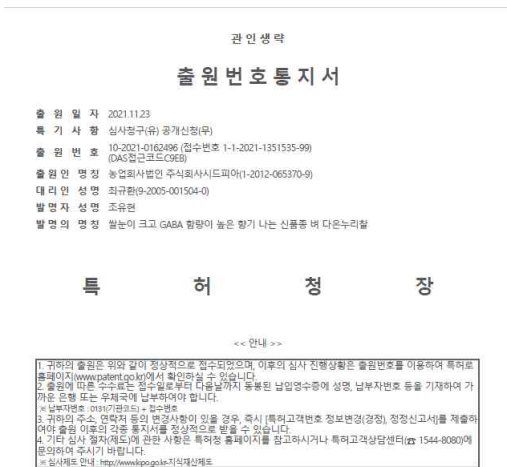 관인생략
출원번호통지서
출 원 일 자 2021.11.23
특 기 사 항 심사청구(유) 공개신청(무)
출 원 번 호 10-2021-0162496 (접수번호 1-1-2021-1351535-99)
(DAS접근코드C9EB)
출원인 명칭 농업회사법인 주식회사시드피아(1-2012-065370-9)
대리인 성명 최규환(9-2005-001504-0)
발명자 성명 조유현
발명의 명칭 쌀눈이 크고 GABA 함량이 높은 향기 나는 신품종 벼 다온누리찰
특 허 청 장
<< 안내 >>
1. 귀하의 출원은 위와 같이 정상적으로 접수되었으며, 이후의 심사 진행상황은 출원번호를 이용하여 특허로
홈페이지(www.patent.go.kr)에서 확인하실 수 있습니다.
2. 출원에 따른 수수료는 접수일로부터 다음날까지 동봉된 납입영수증에 성명, 납부자번호 등을 기재하여 가
까운 은행 또는 우체국에 납부하여야 합니다.
※ 납부자번호 : 0131(기관코드) + 접수번호
3. 귀하의 주소, 연락처 등의 변경사항이 있을 경우, 즉시 [특허고객번호 정보변경(경정), 정정신고서]를 제출하
여야 출원 이후의 각종 통지서를 정상적으로 받을 수 있습니다.
4. 기타 심사 절차(제도)에 관한 사항은 특허청 홈페이지를 참고하시거나 특허고객상담센터(☎ 1544-8080)에
문의하여 주시기 바랍니다.
※ 심사제도 안내 : http://www.kipo.go.kr-지식재산제도